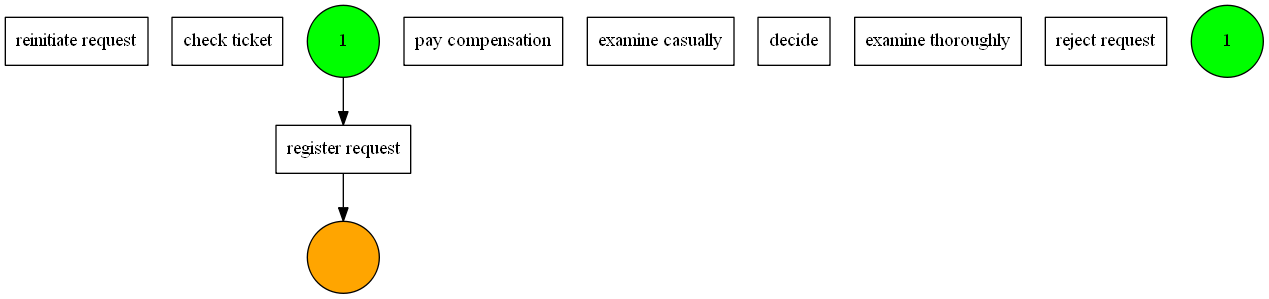 reinitiate request
check ticket
1
pay compensation
examine casually
decide
examine thoroughly
reject request
1
register request